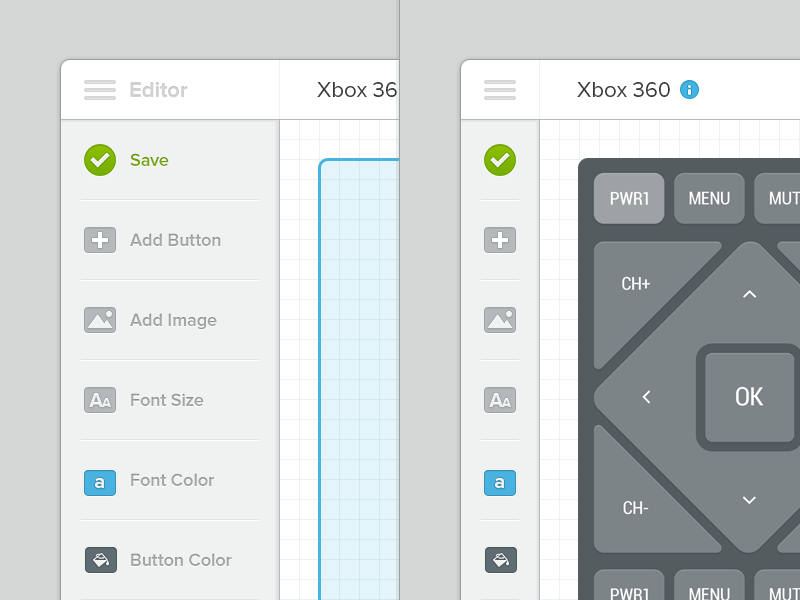 Editor
Xbox 36
Save
Add Button
Add Image
AA
Font Size
a
Font Color
Button Color
Xbox 360
i
AA
a
PWR1
MENU
MUT
CH+
OK
CH-
PWR1
MENU
MUT